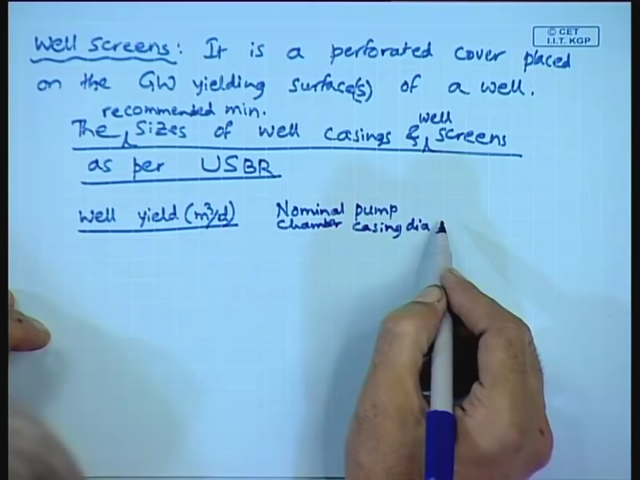 © CET
I.I.T. KGP
Well Screens: It is a perforated cover placed
on the GW yielding surface(s) of a well.
recommended min.
well
The ∧ sizes of well casings & ∧ screens
as per USBR
Well yield (m³/d) Nominal pump
chamber casing dia